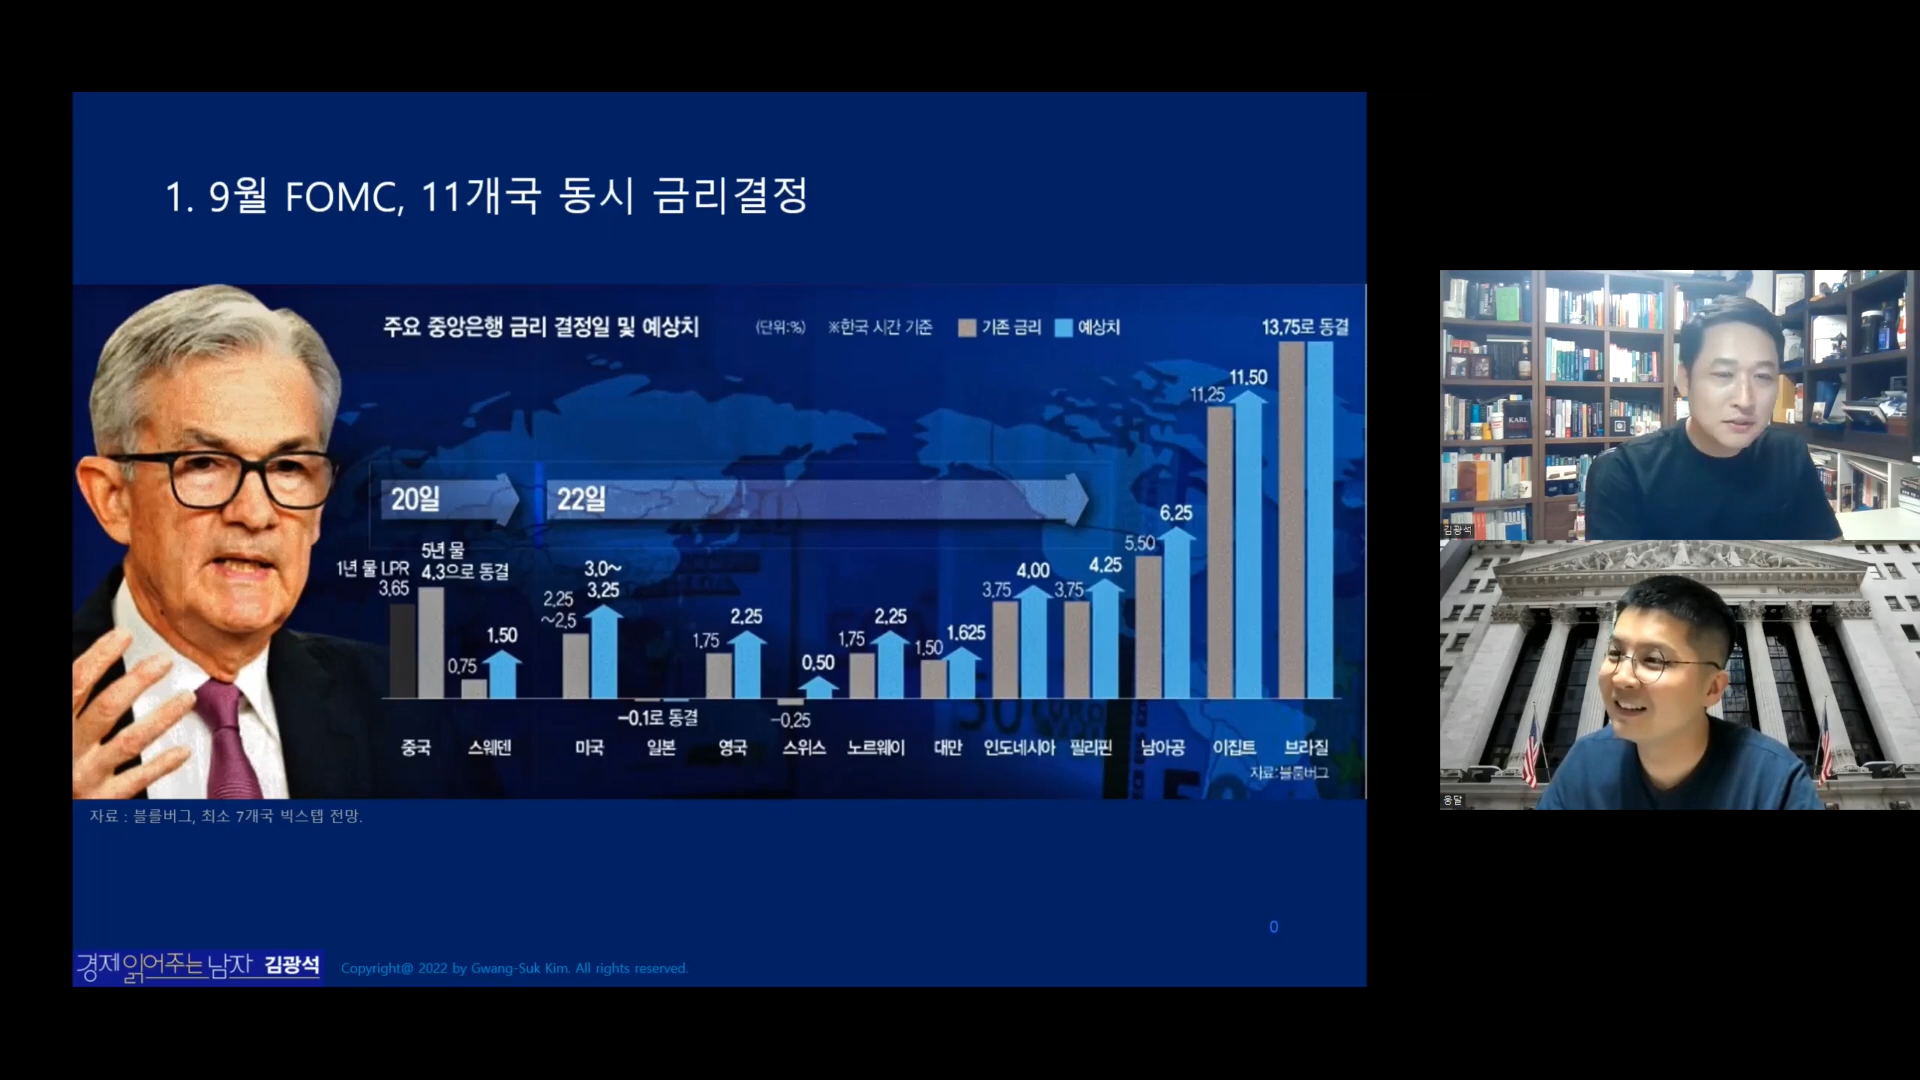 1. 9월 FOMC, 11개국 동시 금리결정
주요 중앙은행 금리 결정일 및 예상치
(단위:%)
※한국 시간 기준
기존 금리
예상치
13.75로 동결
20일
22일
1년 물 LPR
3.65
5년 물
4.3으로 동결
0.75
1.50
2.25
~2.5
3.0~
3.25
-0.1로 동결
1.75
2.25
-0.25
0.50
1.75
2.25
1.50
1.625
3.75
4.00
3.75
4.25
5.50
6.25
11.25
11.50
중국
스웨덴
미국
일본
영국
스위스
노르웨이
대만
인도네시아
필리핀
남아공
이집트
브라질
자료:블룸버그
자료 : 블룸버그, 최소 7개국 빅스텝 전망.
0
경제 읽어주는 남자 김광석
Copyright@ 2022 by Gwang-Suk Kim. All rights reserved.
KARL
김광석
웅달